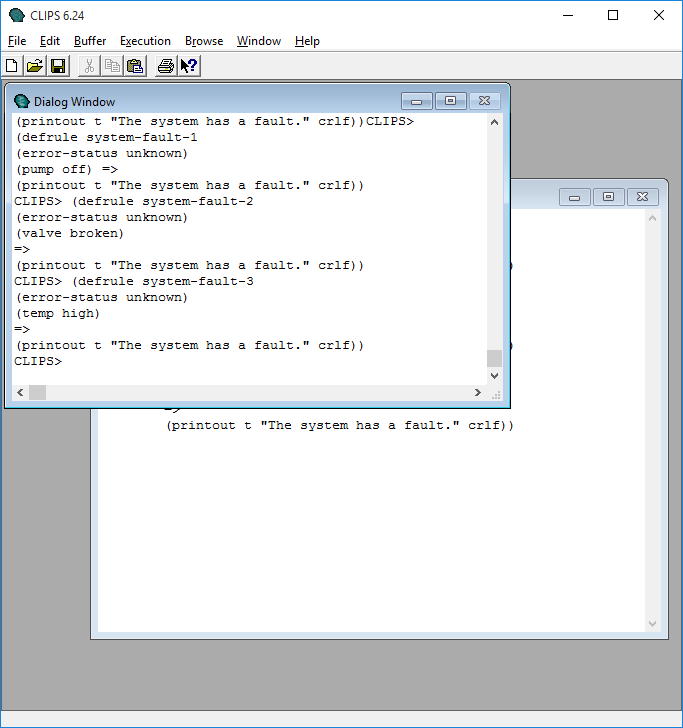 CLIPS 6.24
File Edit Buffer Execution Browse Window Help
Dialog Window
(printout t "The system has a fault." crlf))CLIPS>
(defrule system-fault-1
(error-status unknown)
(pump off) =>
(printout t "The system has a fault." crlf))
CLIPS> (defrule system-fault-2
(error-status unknown)
(valve broken)
=>
(printout t "The system has a fault." crlf))
CLIPS> (defrule system-fault-3
(error-status unknown)
(temp high)
=>
(printout t "The system has a fault." crlf))
CLIPS>
=>
(printout t "The system has a fault." crlf))